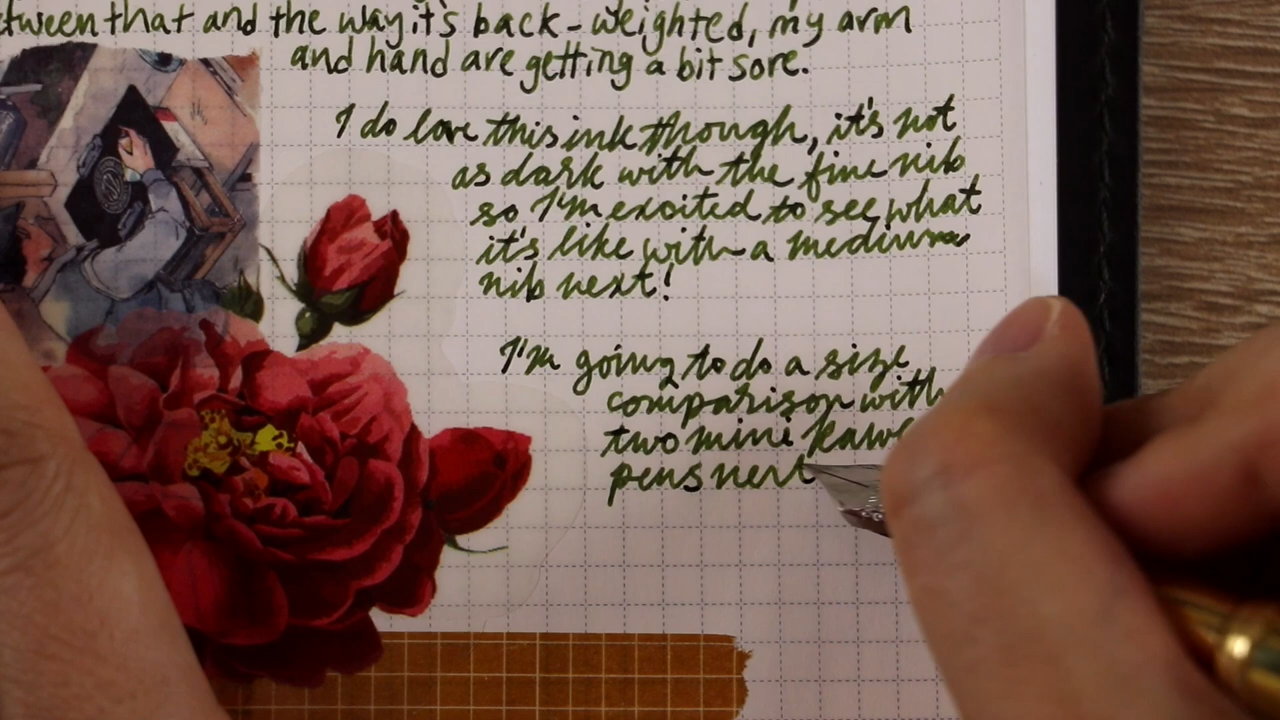 tween that and the way it's back-weighted, my arm
and hand are getting a bit sore.
I do love this ink though, it's not
as dark with the fine nib
so I'm excited to see what
it's like with a medium
nib next!
I'm going to do a size
comparison with
two mini Kawe
pens next